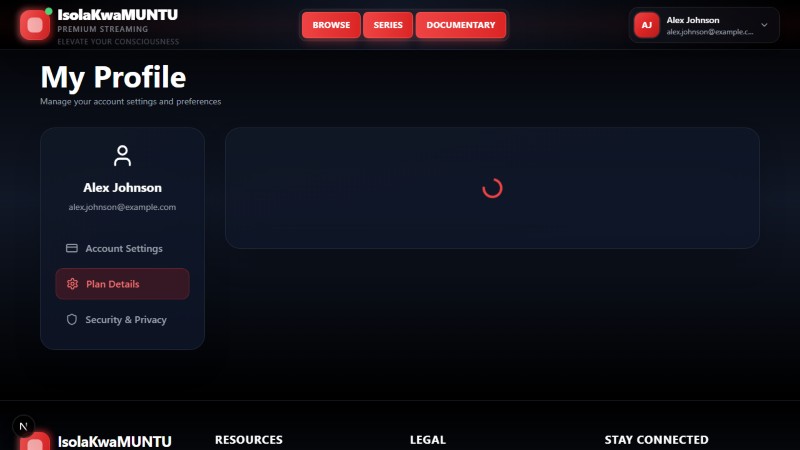 IsolaKwaMUNTU
PREMIUM STREAMING
ELEVATE YOUR CONSCIOUSNESS
BROWSE
SERIES
DOCUMENTARY
AJ
Alex Johnson
alex.johnson@example.c...
My Profile
Manage your account settings and preferences
Alex Johnson
alex.johnson@example.com
Account Settings
Plan Details
Security & Privacy
N
IsolaKwaMUNTU
RESOURCES
LEGAL
STAY CONNECTED